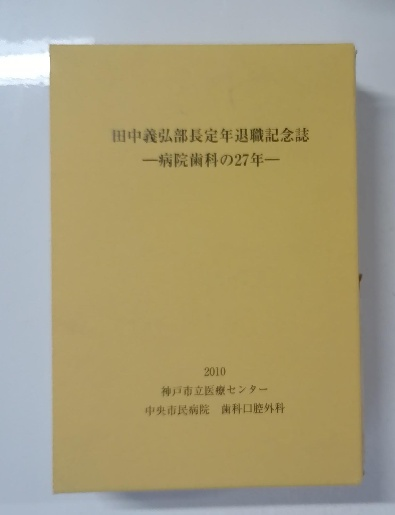 田中義弘部長定年退職記念誌
―病院歯科の27年―
2010
神戸市立医療センター
中央市民病院　歯科口腔外科